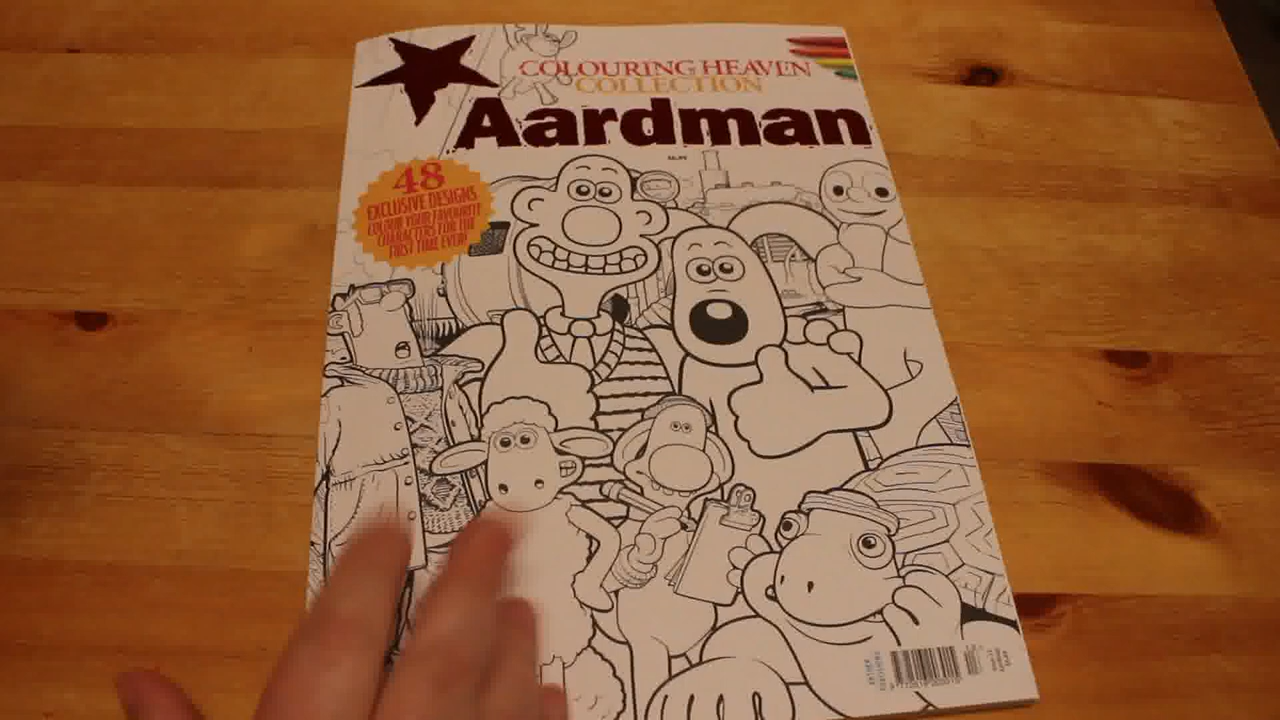 COLOURING HEAVEN
COLLECTION
Aardman
48
EXCLUSIVE DESIGNS
COLOUR YOUR FAVOURITE
CHARACTERS FOR THE
FIRST TIME EVER!